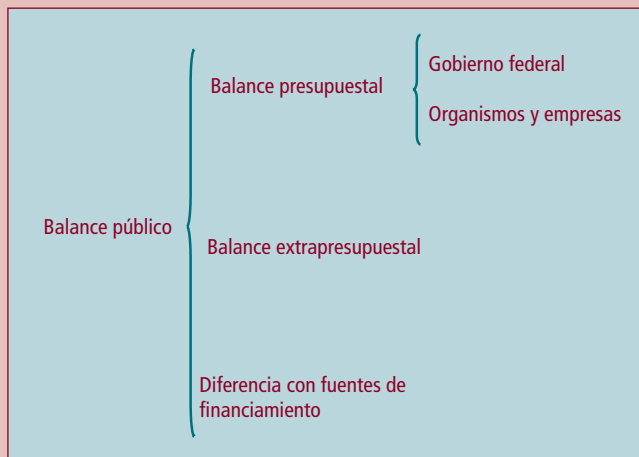 Balance público
Balance presupuestal
Gobierno federal
Organismos y empresas
Balance extrapresupuestal
Diferencia con fuentes de
financiamiento